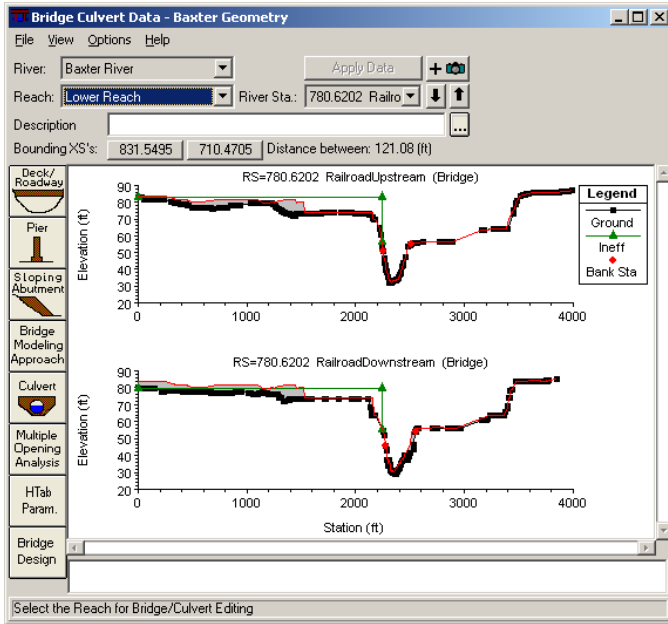 Bridge Culvert Data - Baxter Geometry
File View Options Help
River: Baxter River Apply Data
Reach: Lower Reach River Sta.: 780.6202 Railro
Description ...
Bounding XS's: 831.5495 710.4705 Distance between: 121.08 (ft)
Deck/
Roadway
Pier
Sloping
Abutment
Bridge
Modeling
Approach
Culvert
Multiple
Opening
Analysis
HTab
Param.
Bridge
Design
RS=780.6202 RailroadUpstream (Bridge)
Elevation (ft)
90
80
70
60
50
40
30
20
0 1000 2000 3000 4000
Legend
Ground
Ineff
Bank Sta
RS=780.6202 RailroadDownstream (Bridge)
Elevation (ft)
90
80
70
60
50
40
30
20
0 1000 2000 3000 4000
Station (ft)
Select the Reach for Bridge/Culvert Editing